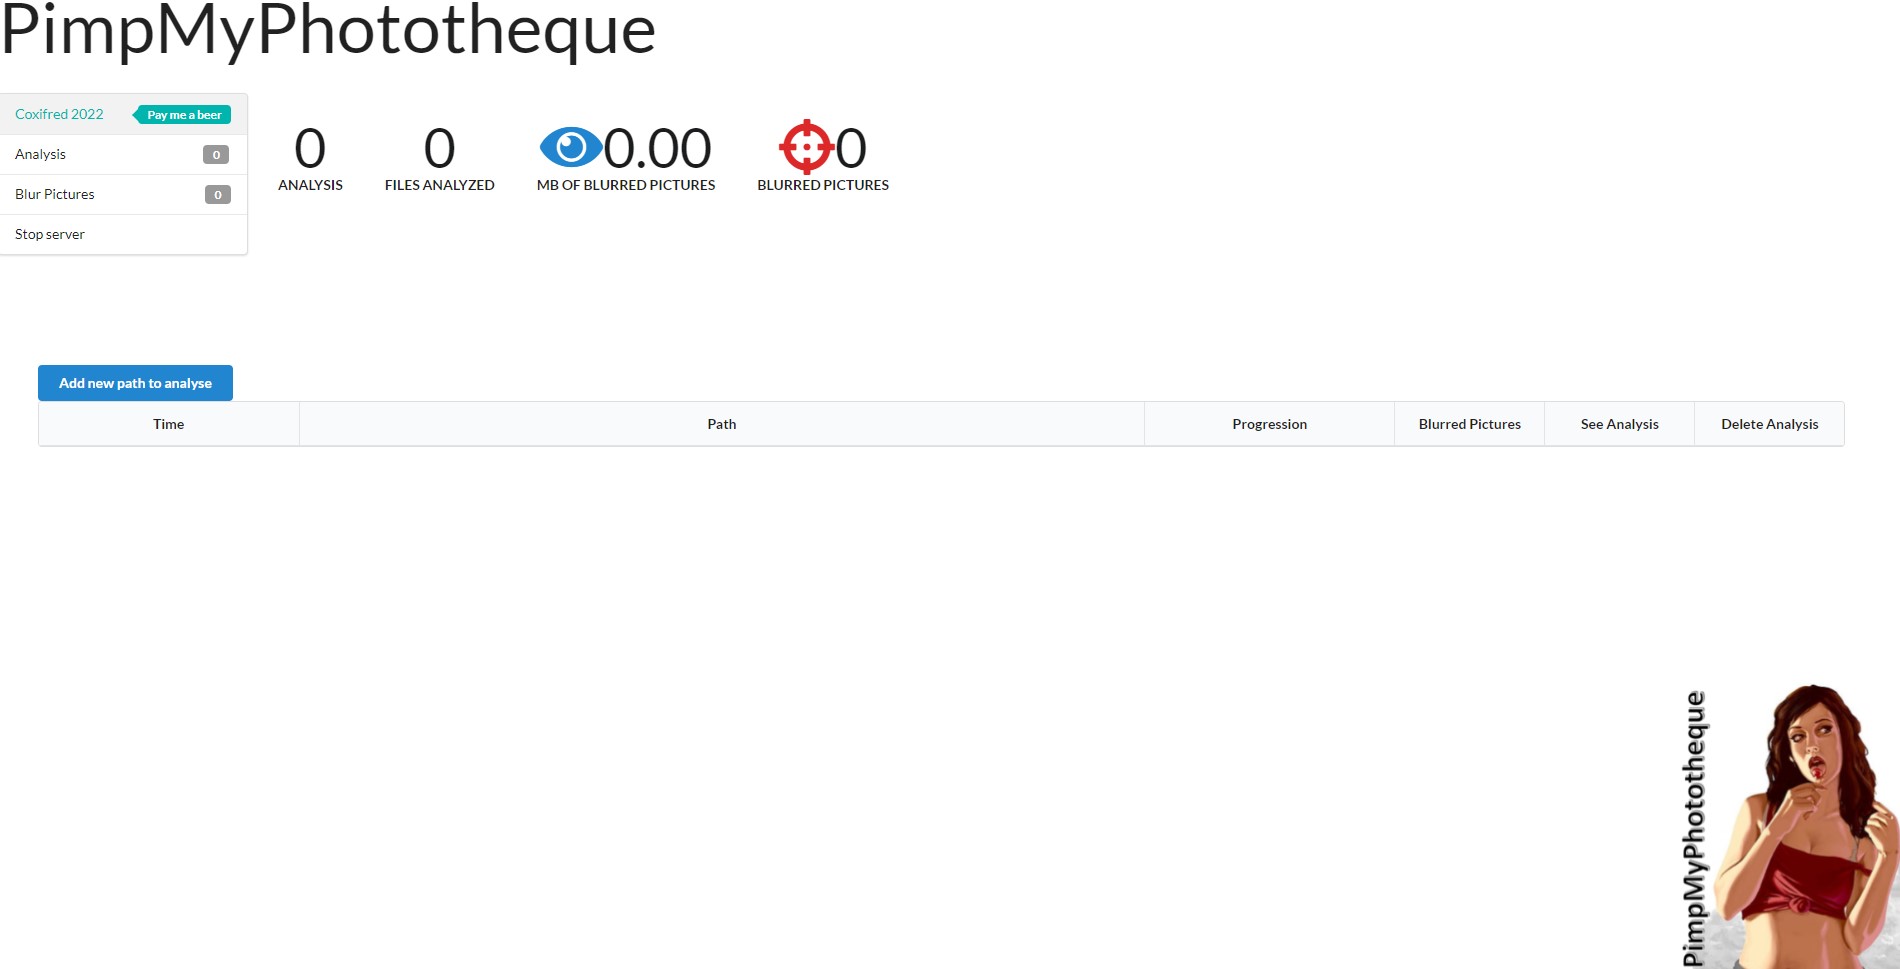 PimpMyPhototheque
Coxifred 2022
Pay me a beer
Analysis
0
Blur Pictures
0
Stop server
0
ANALYSIS
0
FILES ANALYZED
0.00
MB OF BLURRED PICTURES
0
BLURRED PICTURES
Add new path to analyse
Time
Path
Progression
Blurred Pictures
See Analysis
Delete Analysis
PimpMyPhototheque